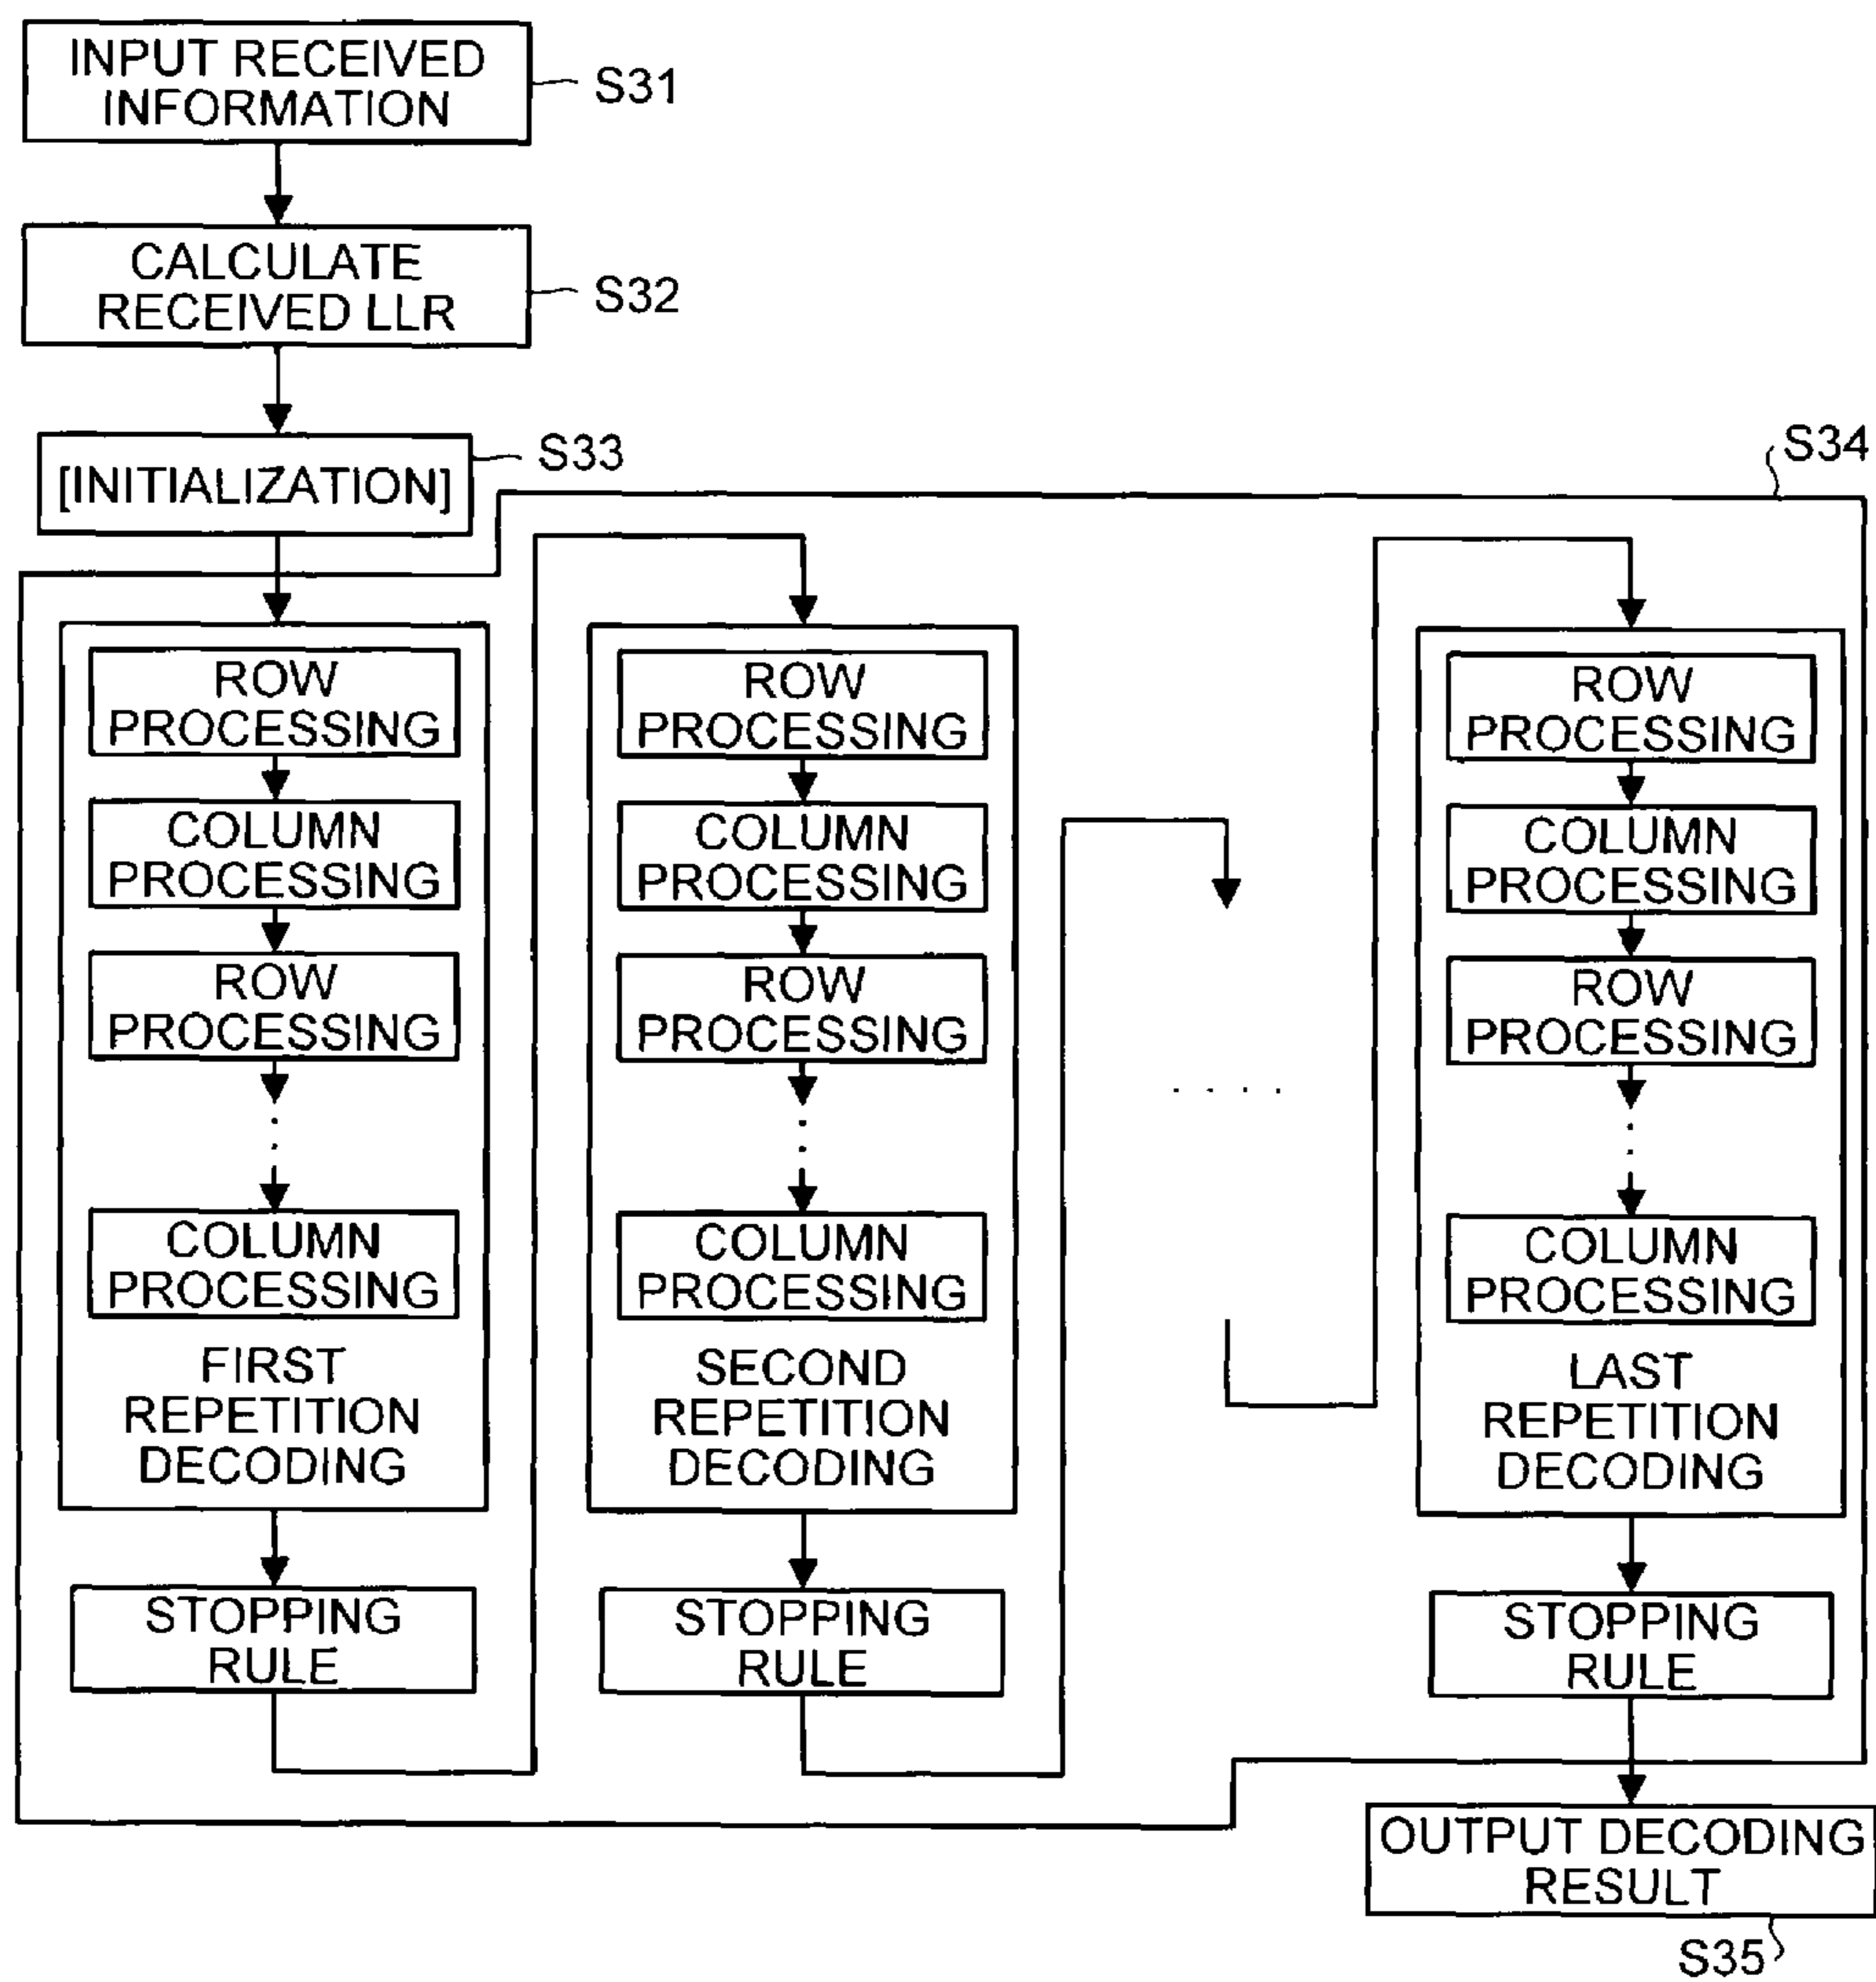 INPUT RECEIVED
INFORMATION
S31
CALCULATE
RECEIVED LLR
S32
[INITIALIZATION]
S33
S34
ROW
PROCESSING
COLUMN
PROCESSING
ROW
PROCESSING
COLUMN
PROCESSING
FIRST
REPETITION
DECODING
STOPPING
RULE
ROW
PROCESSING
COLUMN
PROCESSING
ROW
PROCESSING
COLUMN
PROCESSING
SECOND
REPETITION
DECODING
STOPPING
RULE
. . . .
ROW
PROCESSING
COLUMN
PROCESSING
ROW
PROCESSING
COLUMN
PROCESSING
LAST
REPETITION
DECODING
STOPPING
RULE
OUTPUT DECODING
RESULT
S35